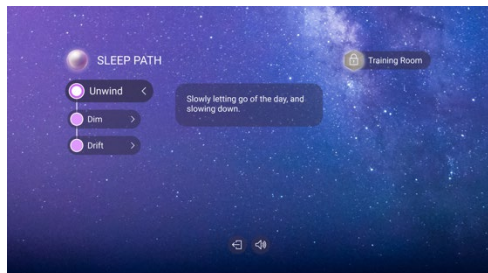 SLEEP PATH
Training Room
Unwind
Slowly letting go of the day, and
slowing down.
Dim
Drift